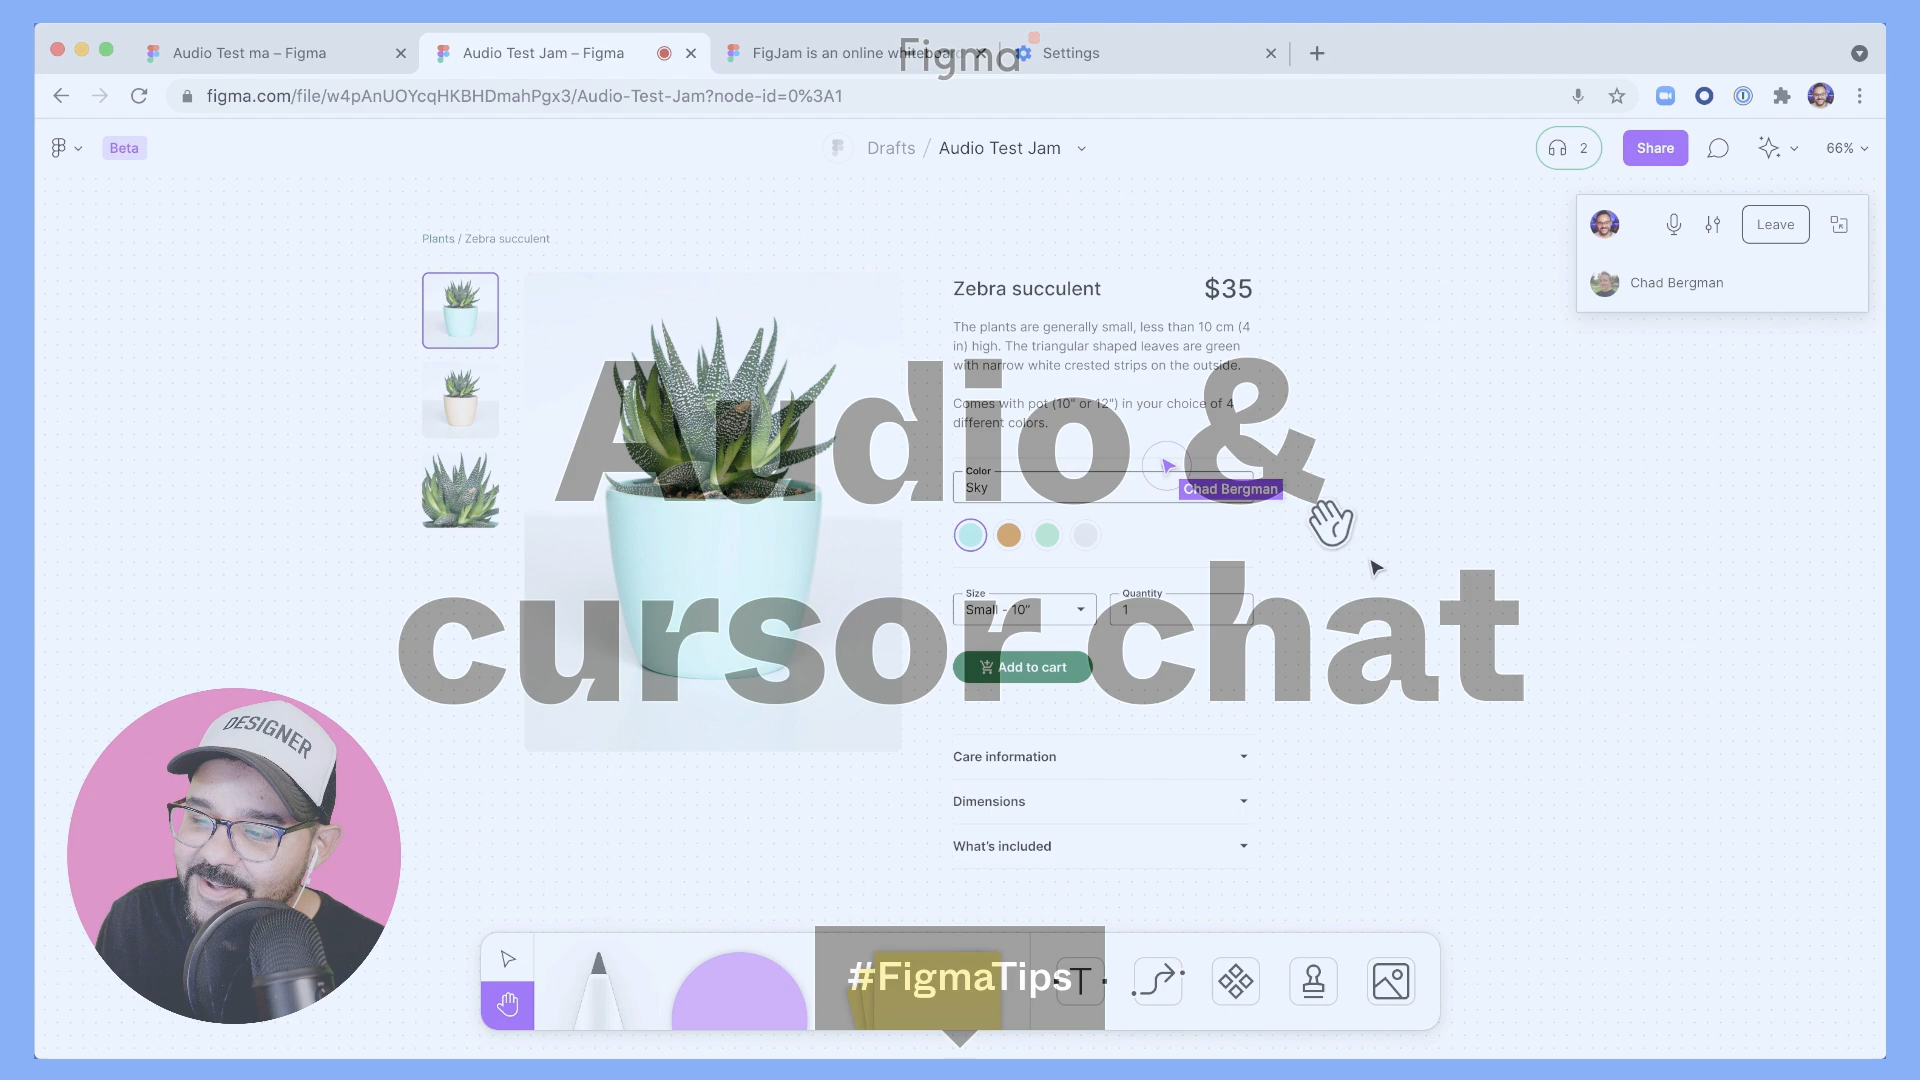 Audio Test ma – Figma
Audio Test Jam – Figma
FigJam is an online whiteboard
Settings
Figma
figma.com/file/w4pAnUOYcqHKBHDmahPgx3/Audio-Test-Jam?node-id=0%3A1
Beta
Drafts / Audio Test Jam
2
Share
66%
Leave
Chad Bergman
Plants / Zebra succulent
Zebra succulent
$35
The plants are generally small, less than 10 cm (4
in) high. The triangular shaped leaves are green
with narrow white crested strips on the outside.
Comes with pot (10" or 12") in your choice of 4
different colors.
Audio &
Color
Sky
Chad Bergman
cursor chat
Size
Small - 10"
Quantity
1
Add to cart
Care information
Dimensions
What's included
DESIGNER
#FigmaTips
T